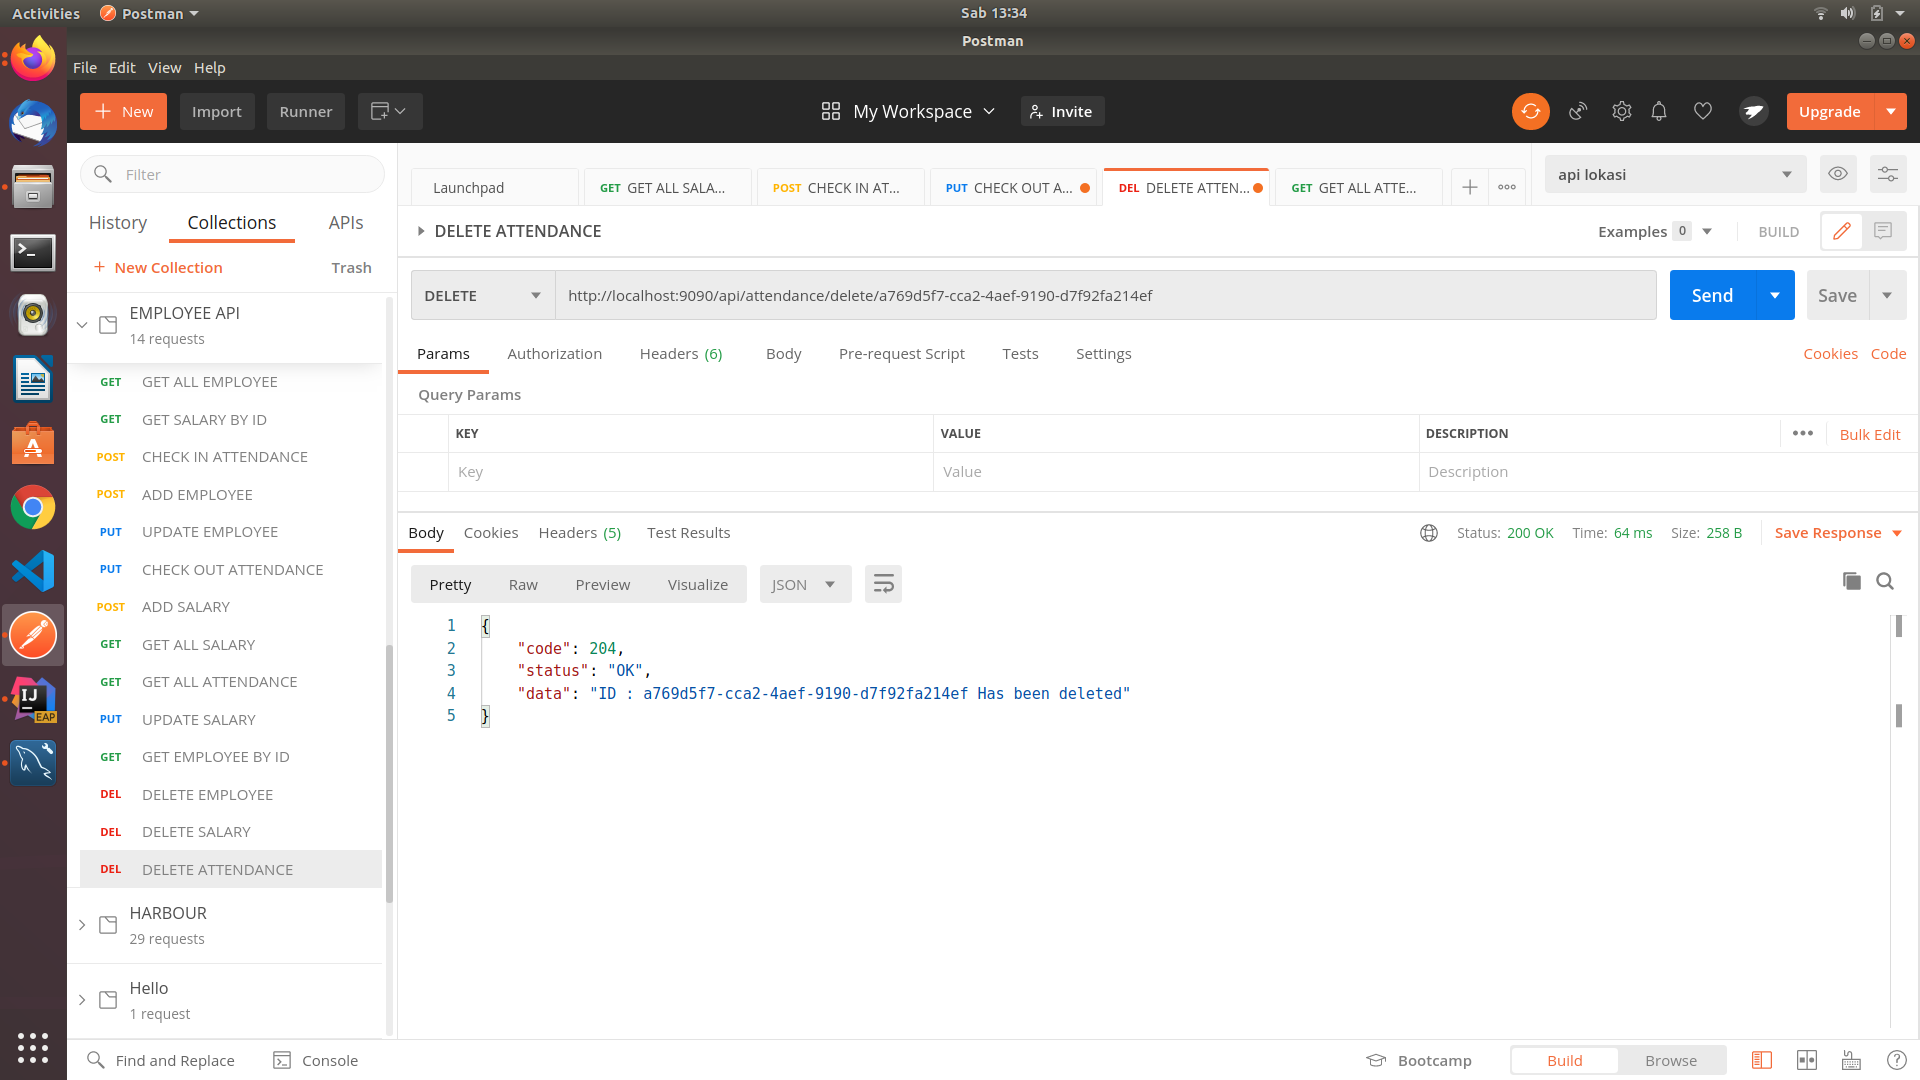 Activities
Postman
Sab 13:34
Postman
File Edit View Help
New
Import
Runner
My Workspace
Invite
Upgrade
Filter
History Collections APIs
New Collection Trash
EMPLOYEE API
14 requests
GET GET ALL EMPLOYEE
GET GET SALARY BY ID
POST CHECK IN ATTENDANCE
POST ADD EMPLOYEE
PUT UPDATE EMPLOYEE
PUT CHECK OUT ATTENDANCE
POST ADD SALARY
GET GET ALL SALARY
GET GET ALL ATTENDANCE
PUT UPDATE SALARY
GET GET EMPLOYEE BY ID
DEL DELETE EMPLOYEE
DEL DELETE SALARY
DEL DELETE ATTENDANCE
HARBOUR
29 requests
Hello
1 request
Launchpad
GET GET ALL SALA...
POST CHECK IN AT...
PUT CHECK OUT A...
DEL DELETE ATTEN...
GET GET ALL ATTE...
api lokasi
DELETE ATTENDANCE
Examples 0
BUILD
DELETE
http://localhost:9090/api/attendance/delete/a769d5f7-cca2-4aef-9190-d7f92fa214ef
Send
Save
Params Authorization Headers (6) Body Pre-request Script Tests Settings
Cookies Code
Query Params
KEY VALUE DESCRIPTION
Bulk Edit
Key Value Description
Body Cookies Headers (5) Test Results
Status: 200 OK Time: 64 ms Size: 258 B
Save Response
Pretty Raw Preview Visualize
JSON
1 {
2 "code": 204,
3 "status": "OK",
4 "data": "ID : a769d5f7-cca2-4aef-9190-d7f92fa214ef Has been deleted"
5 }
IJ
EAP
Find and Replace
Console
Bootcamp
Build
Browse